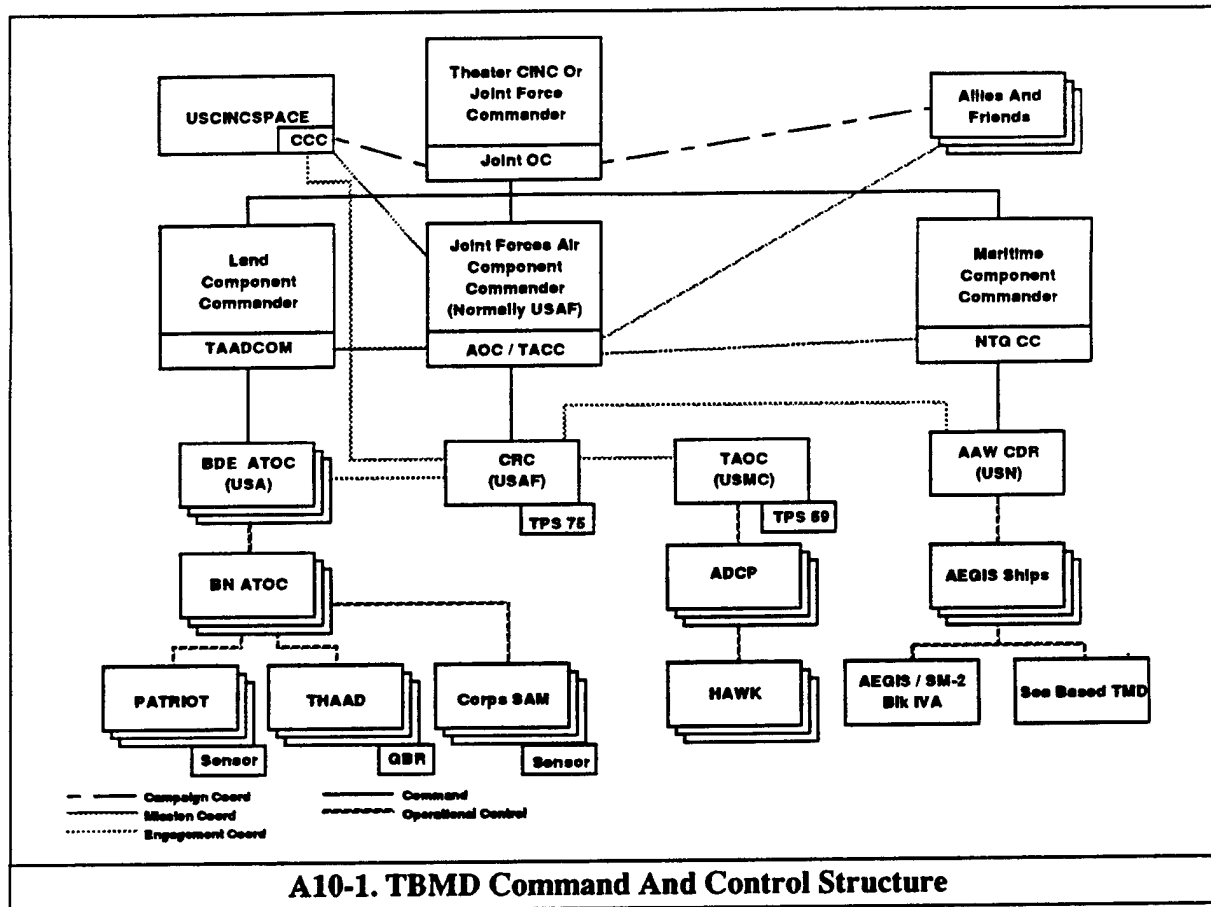 Theater CINC Or
Joint Force
Commander
Joint OC
USCINCSPACE
CCC
Allies And
Friends
Land
Component
Commander
TAADCOM
Joint Forces Air
Component
Commander
(Normally USAF)
AOC / TACC
Maritime
Component
Commander
NTG CC
BDE ATOC
(USA)
CRC
(USAF)
TPS 75
TAOC
(USMC)
TPS 59
AAW CDR
(USN)
BN ATOC
ADCP
AEGIS Ships
PATRIOT
Sensor
THAAD
GBR
Corps SAM
Sensor
HAWK
AEGIS / SM-2
Blk IVA
Sea Based TMD
Campaign Coord
Mission Coord
Engagement Coord
Command
Operational Control
A10-1. TBMD Command And Control Structure